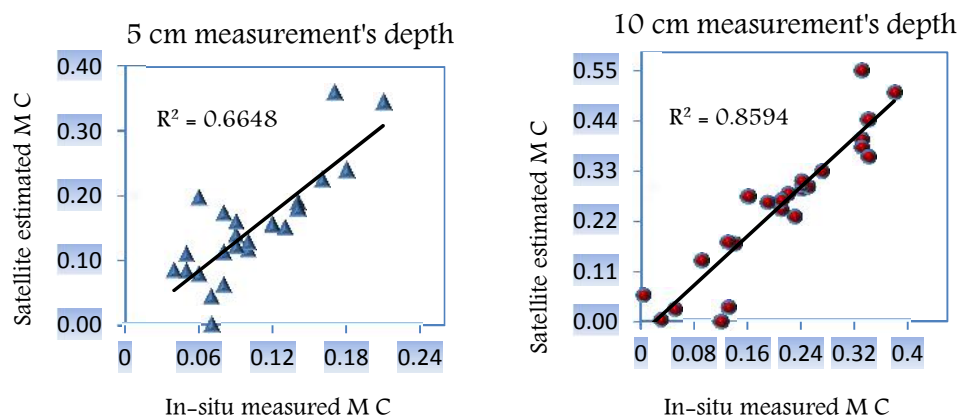 5 cm measurement's depth
Satellite estimated M C
0.40
0.30
0.20
0.10
0.00
R² = 0.6648
0 0.06 0.12 0.18 0.24
In-situ measured M C
10 cm measurement's depth
Satellite estimated M C
0.55
0.44
0.33
0.22
0.11
0.00
R² = 0.8594
0 0.08 0.16 0.24 0.32 0.4
In-situ measured M C